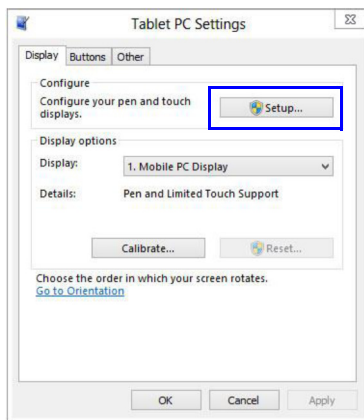 Tablet PC Settings
Display Buttons Other
Configure
Configure your pen and touch
displays.
Setup...
Display options
Display:
1. Mobile PC Display
Details:
Pen and Limited Touch Support
Calibrate...
Reset...
Choose the order in which your screen rotates.
Go to Orientation
OK Cancel Apply